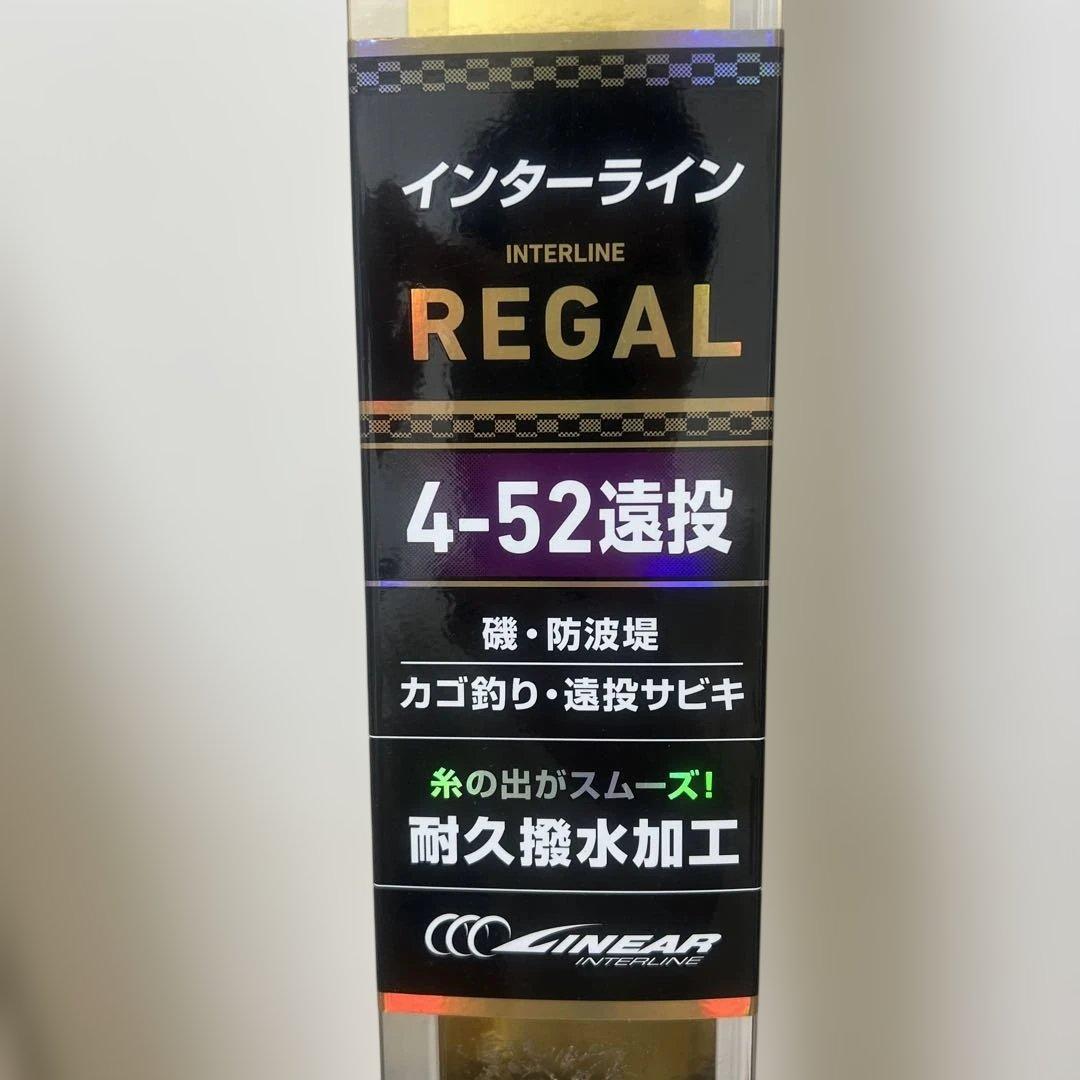 インターライン
INTERLINE
REGAL
4-52遠投
磯・防波堤
カゴ釣り・遠投サビキ
糸の出がスムーズ!
耐久撥水加工
LINEAR
INTERLINE